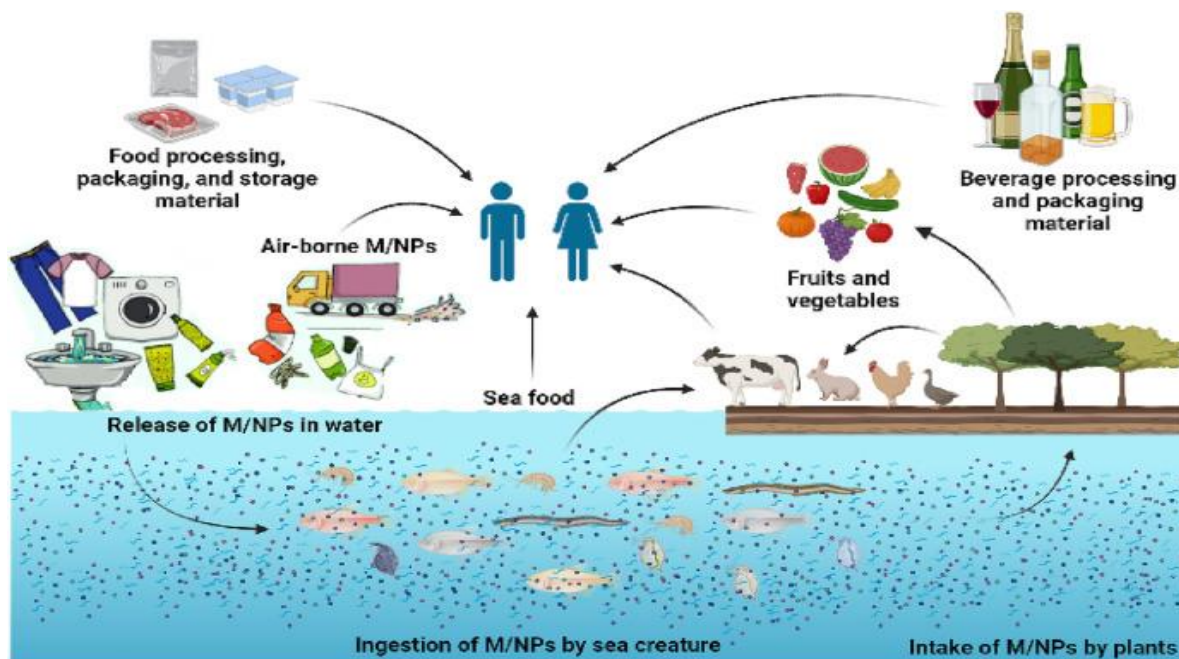 Food processing,
packaging, and storage
material
Beverage processing
and packaging
material
Air-borne M/NPs
Fruits and
vegetables
Sea food
Release of M/NPs in water
Ingestion of M/NPs by sea creature
Intake of M/NPs by plants